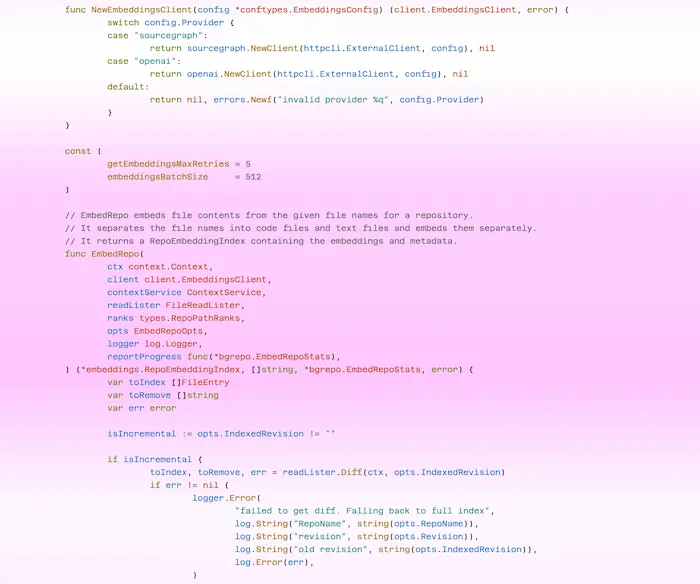 func NewEmbeddingsClient(config *conftypes.EmbeddingsConfig) (client.EmbeddingsClient, error) {
switch config.Provider {
case "sourcegraph":
return sourcegraph.NewClient(httpcli.ExternalClient, config), nil
case "openai":
return openai.NewClient(httpcli.ExternalClient, config), nil
default:
return nil, errors.Newf("invalid provider %q", config.Provider)
}
}
const (
getEmbeddingsMaxRetries = 5
embeddingsBatchSize = 512
)
// EmbedRepo embeds file contents from the given file names for a repository.
// It separates the file names into code files and text files and embeds them separately.
// It returns a RepoEmbeddingIndex containing the embeddings and metadata.
func EmbedRepo(
ctx context.Context,
client client.EmbeddingsClient,
contextService ContextService,
readLister FileReadLister,
ranks types.RepoPathRanks,
opts EmbedRepoOpts,
logger log.Logger,
reportProgress func(*bgrepo.EmbedRepoStats),
) (*embeddings.RepoEmbeddingIndex, []string, *bgrepo.EmbedRepoStats, error) {
var toIndex []FileEntry
var toRemove []string
var err error
isIncremental := opts.IndexedRevision != ""
if isIncremental {
toIndex, toRemove, err = readLister.Diff(ctx, opts.IndexedRevision)
if err != nil {
logger.Error(
"failed to get diff. Falling back to full index",
log.String("RepoName", string(opts.RepoName)),
log.String("revision", string(opts.Revision)),
log.String("old revision", string(opts.IndexedRevision)),
log.Error(err),
)